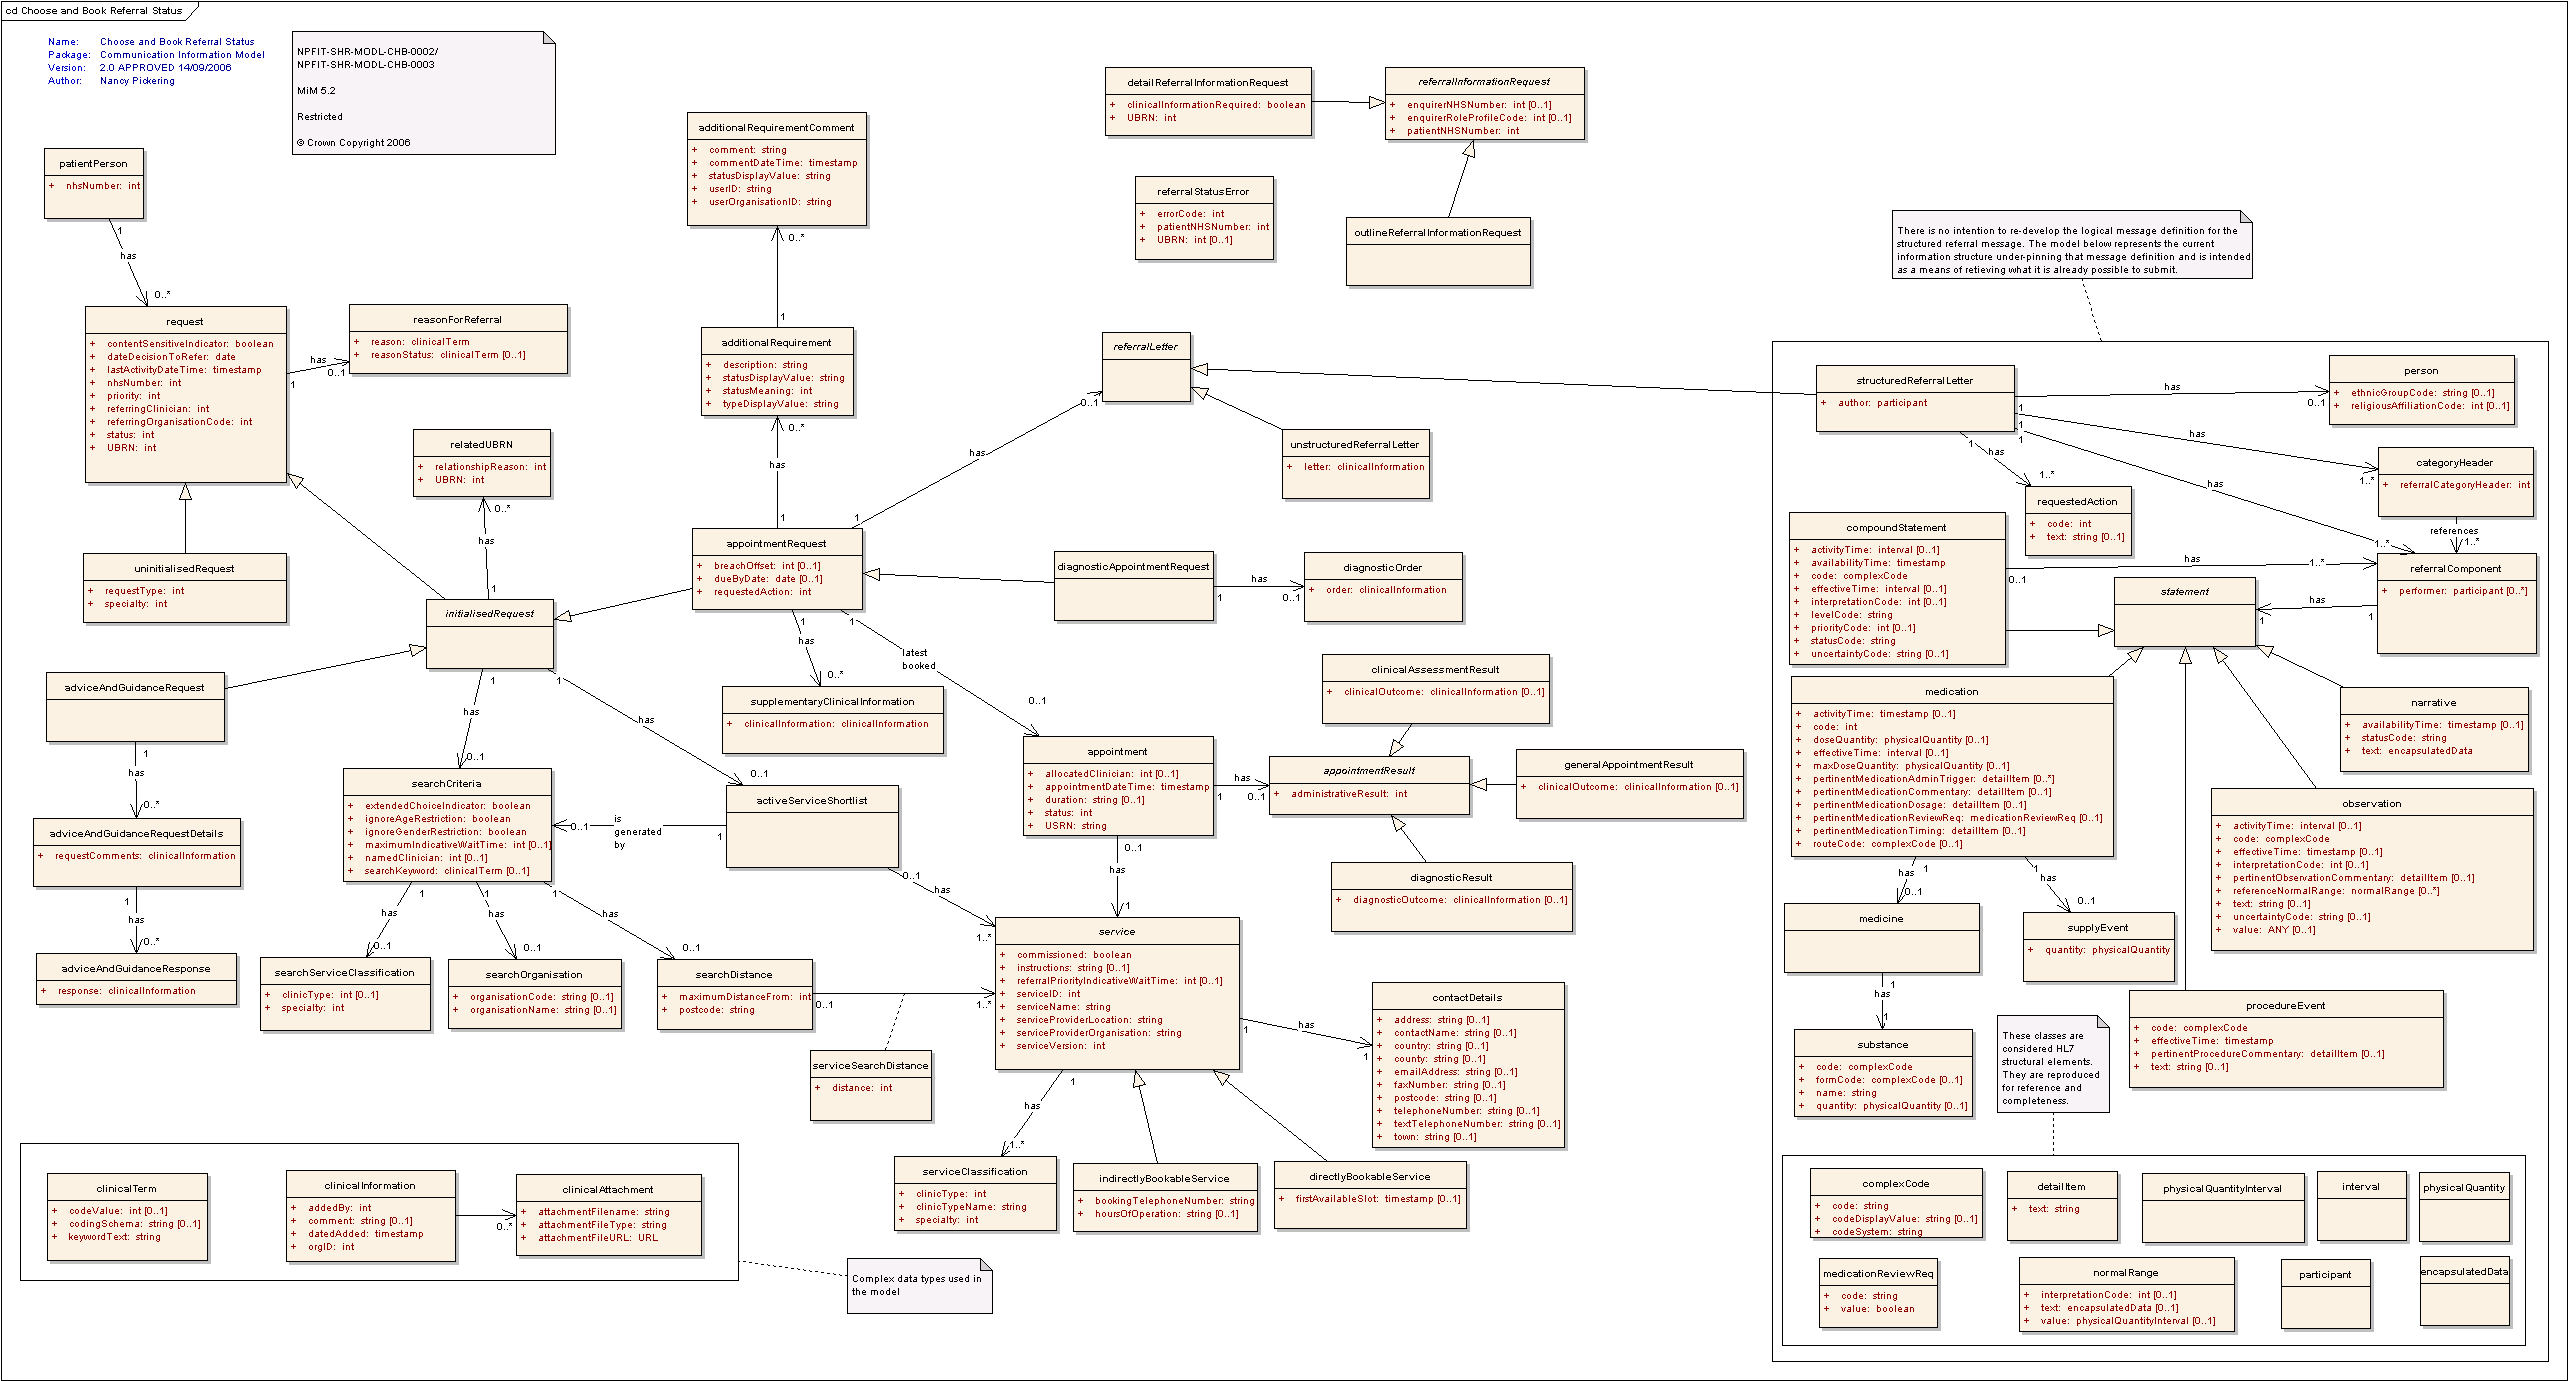 cd Choose and Book Referral Status
Name: Choose and Book Referral Status
Package: Communication Information Model
Version: 2.0 APPROVED 14/09/2006
Author: Nancy Pickering
NPFIT-SHR-MODL-CHB-0002/
NPFIT-SHR-MODL-CHB-0003
MiM 5.2
Restricted
© Crown Copyright 2006
patientPerson
+ nhsNumber: int
1
has
0..*
request
+ contentSensitiveIndicator: boolean
+ dateDecisionToRefer: date
+ lastActivityDateTime: timestamp
+ nhsNumber: int
+ priority: int
+ referringClinician: int
+ referringOrganisationCode: int
+ status: int
+ UBRN: int
has
1
0..1
reasonForReferral
+ reason: clinicalTerm
+ reasonStatus: clinicalTerm [0..1]
relatedUBRN
+ relationshipReason: int
+ UBRN: int
0..*
has
1
uninitialisedRequest
+ requestType: int
+ specialty: int
initialisedRequest
adviceAndGuidanceRequest
1
has
0..*
adviceAndGuidanceRequestDetails
+ requestComments: clinicalInformation
1
has
0..*
adviceAndGuidanceResponse
+ response: clinicalInformation
1
has
0..1
1
has
0..1
searchCriteria
+ extendedChoiceIndicator: boolean
+ ignoreAgeRestriction: boolean
+ ignoreGenderRestriction: boolean
+ maximumIndicativeWaitTime: int [0..1]
+ namedClinician: int [0..1]
+ searchKeyword: clinicalTerm [0..1]
0..1
is
generated
by
1
activeServiceShortlist
0..1
has
1..*
1
has
0..1
1
has
0..1
1
has
0..1
searchServiceClassification
+ clinicType: int [0..1]
+ specialty: int
searchOrganisation
+ organisationCode: string [0..1]
+ organisationName: string [0..1]
searchDistance
+ maximumDistanceFrom: int
+ postcode: string
0..1
1..*
serviceSearchDistance
+ distance: int
additionalRequirementComment
+ comment: string
+ commentDateTime: timestamp
+ statusDisplayValue: string
+ userID: string
+ userOrganisationID: string
0..*
1
additionalRequirement
+ description: string
+ statusDisplayValue: string
+ statusMeaning: int
+ typeDisplayValue: string
0..*
has
1
appointmentRequest
+ breachOffset: int [0..1]
+ dueByDate: date [0..1]
+ requestedAction: int
1
has
0..1
1
has
0..*
supplementaryClinicalInformation
+ clinicalInformation: clinicalInformation
1
latest
booked
0..1
detailReferralInformationRequest
+ clinicalInformationRequired: boolean
+ UBRN: int
referralInformationRequest
+ enquirerNHSNumber: int [0..1]
+ enquirerRoleProfileCode: int [0..1]
+ patientNHSNumber: int
referralStatusError
+ errorCode: int
+ patientNHSNumber: int
+ UBRN: int [0..1]
outlineReferralInformationRequest
referralLetter
unstructuredReferralLetter
+ letter: clinicalInformation
diagnosticAppointmentRequest
1
has
0..1
diagnosticOrder
+ order: clinicalInformation
clinicalAssessmentResult
+ clinicalOutcome: clinicalInformation [0..1]
appointment
+ allocatedClinician: int [0..1]
+ appointmentDateTime: timestamp
+ duration: string [0..1]
+ status: int
+ USRN: string
1
has
0..1
appointmentResult
+ administrativeResult: int
generalAppointmentResult
+ clinicalOutcome: clinicalInformation [0..1]
diagnosticResult
+ diagnosticOutcome: clinicalInformation [0..1]
0..1
has
1
service
+ commissioned: boolean
+ instructions: string [0..1]
+ referralPriorityIndicativeWaitTime: int [0..1]
+ serviceID: int
+ serviceName: string
+ serviceProviderLocation: string
+ serviceProviderOrganisation: string
+ serviceVersion: int
1
has
1
contactDetails
+ address: string [0..1]
+ contactName: string [0..1]
+ country: string [0..1]
+ county: string [0..1]
+ emailAddress: string [0..1]
+ faxNumber: string [0..1]
+ postcode: string [0..1]
+ telephoneNumber: string [0..1]
+ textTelephoneNumber: string [0..1]
+ town: string [0..1]
1
has
1..*
serviceClassification
+ clinicType: int
+ clinicTypeName: string
+ specialty: int
indirectlyBookableService
+ bookingTelephoneNumber: string
+ hoursOfOperation: string [0..1]
directlyBookableService
+ firstAvailableSlot: timestamp [0..1]
clinicalTerm
+ codeValue: int [0..1]
+ codingSchema: string [0..1]
+ keywordText: string
clinicalInformation
+ addedBy: int
+ comment: string [0..1]
+ datedAdded: timestamp
+ orgID: int
0..*
clinicalAttachment
+ attachmentFilename: string
+ attachmentFileType: string
+ attachmentFileURL: URL
Complex data types used in
the model
There is no intention to re-develop the logical message definition for the
structured referral message. The model below represents the current
information structure under-pinning that message definition and is intended
as a means of retieving what it is already possible to submit.
structuredReferralLetter
+ author: participant
has
1
0..1
person
+ ethnicGroupCode: string [0..1]
+ religiousAffiliationCode: int [0..1]
1
has
1..*
categoryHeader
+ referralCategoryHeader: int
references
1..*
1
has
1..*
1
has
1..*
requestedAction
+ code: int
+ text: string [0..1]
compoundStatement
+ activityTime: interval [0..1]
+ availabilityTime: timestamp
+ code: complexCode
+ effectiveTime: interval [0..1]
+ interpretationCode: int [0..1]
+ levelCode: string
+ priorityCode: int [0..1]
+ statusCode: string
+ uncertaintyCode: string [0..1]
0..1
has
1..*
referralComponent
+ performer: participant [0..*]
has
1
1
statement
medication
+ activityTime: timestamp [0..1]
+ code: int
+ doseQuantity: physicalQuantity [0..1]
+ effectiveTime: interval [0..1]
+ maxDoseQuantity: physicalQuantity [0..1]
+ pertinentMedicationAdminTrigger: detailItem [0..*]
+ pertinentMedicationCommentary: detailItem [0..1]
+ pertinentMedicationDosage: detailItem [0..1]
+ pertinentMedicationReviewReq: medicationReviewReq [0..1]
+ pertinentMedicationTiming: detailItem [0..1]
+ routeCode: complexCode [0..1]
narrative
+ availabilityTime: timestamp [0..1]
+ statusCode: string
+ text: encapsulatedData
observation
+ activityTime: interval [0..1]
+ code: complexCode
+ effectiveTime: timestamp [0..1]
+ interpretationCode: int [0..1]
+ pertinentObservationCommentary: detailItem [0..1]
+ referenceNormalRange: normalRange [0..*]
+ text: string [0..1]
+ uncertaintyCode: string [0..1]
+ value: ANY [0..1]
1
has
0..1
1
has
0..1
medicine
supplyEvent
+ quantity: physicalQuantity
1
has
1
substance
+ code: complexCode
+ formCode: complexCode [0..1]
+ name: string
+ quantity: physicalQuantity [0..1]
procedureEvent
+ code: complexCode
+ effectiveTime: timestamp
+ pertinentProcedureCommentary: detailItem [0..1]
+ text: string [0..1]
These classes are
considered HL7
structural elements.
They are reproduced
for reference and
completeness.
complexCode
+ code: string
+ codeDisplayValue: string [0..1]
+ codeSystem: string
detailItem
+ text: string
physicalQuantityInterval
interval
physicalQuantity
medicationReviewReq
+ code: string
+ value: boolean
normalRange
+ interpretationCode: int [0..1]
+ text: encapsulatedData [0..1]
+ value: physicalQuantityInterval [0..1]
participant
encapsulatedData